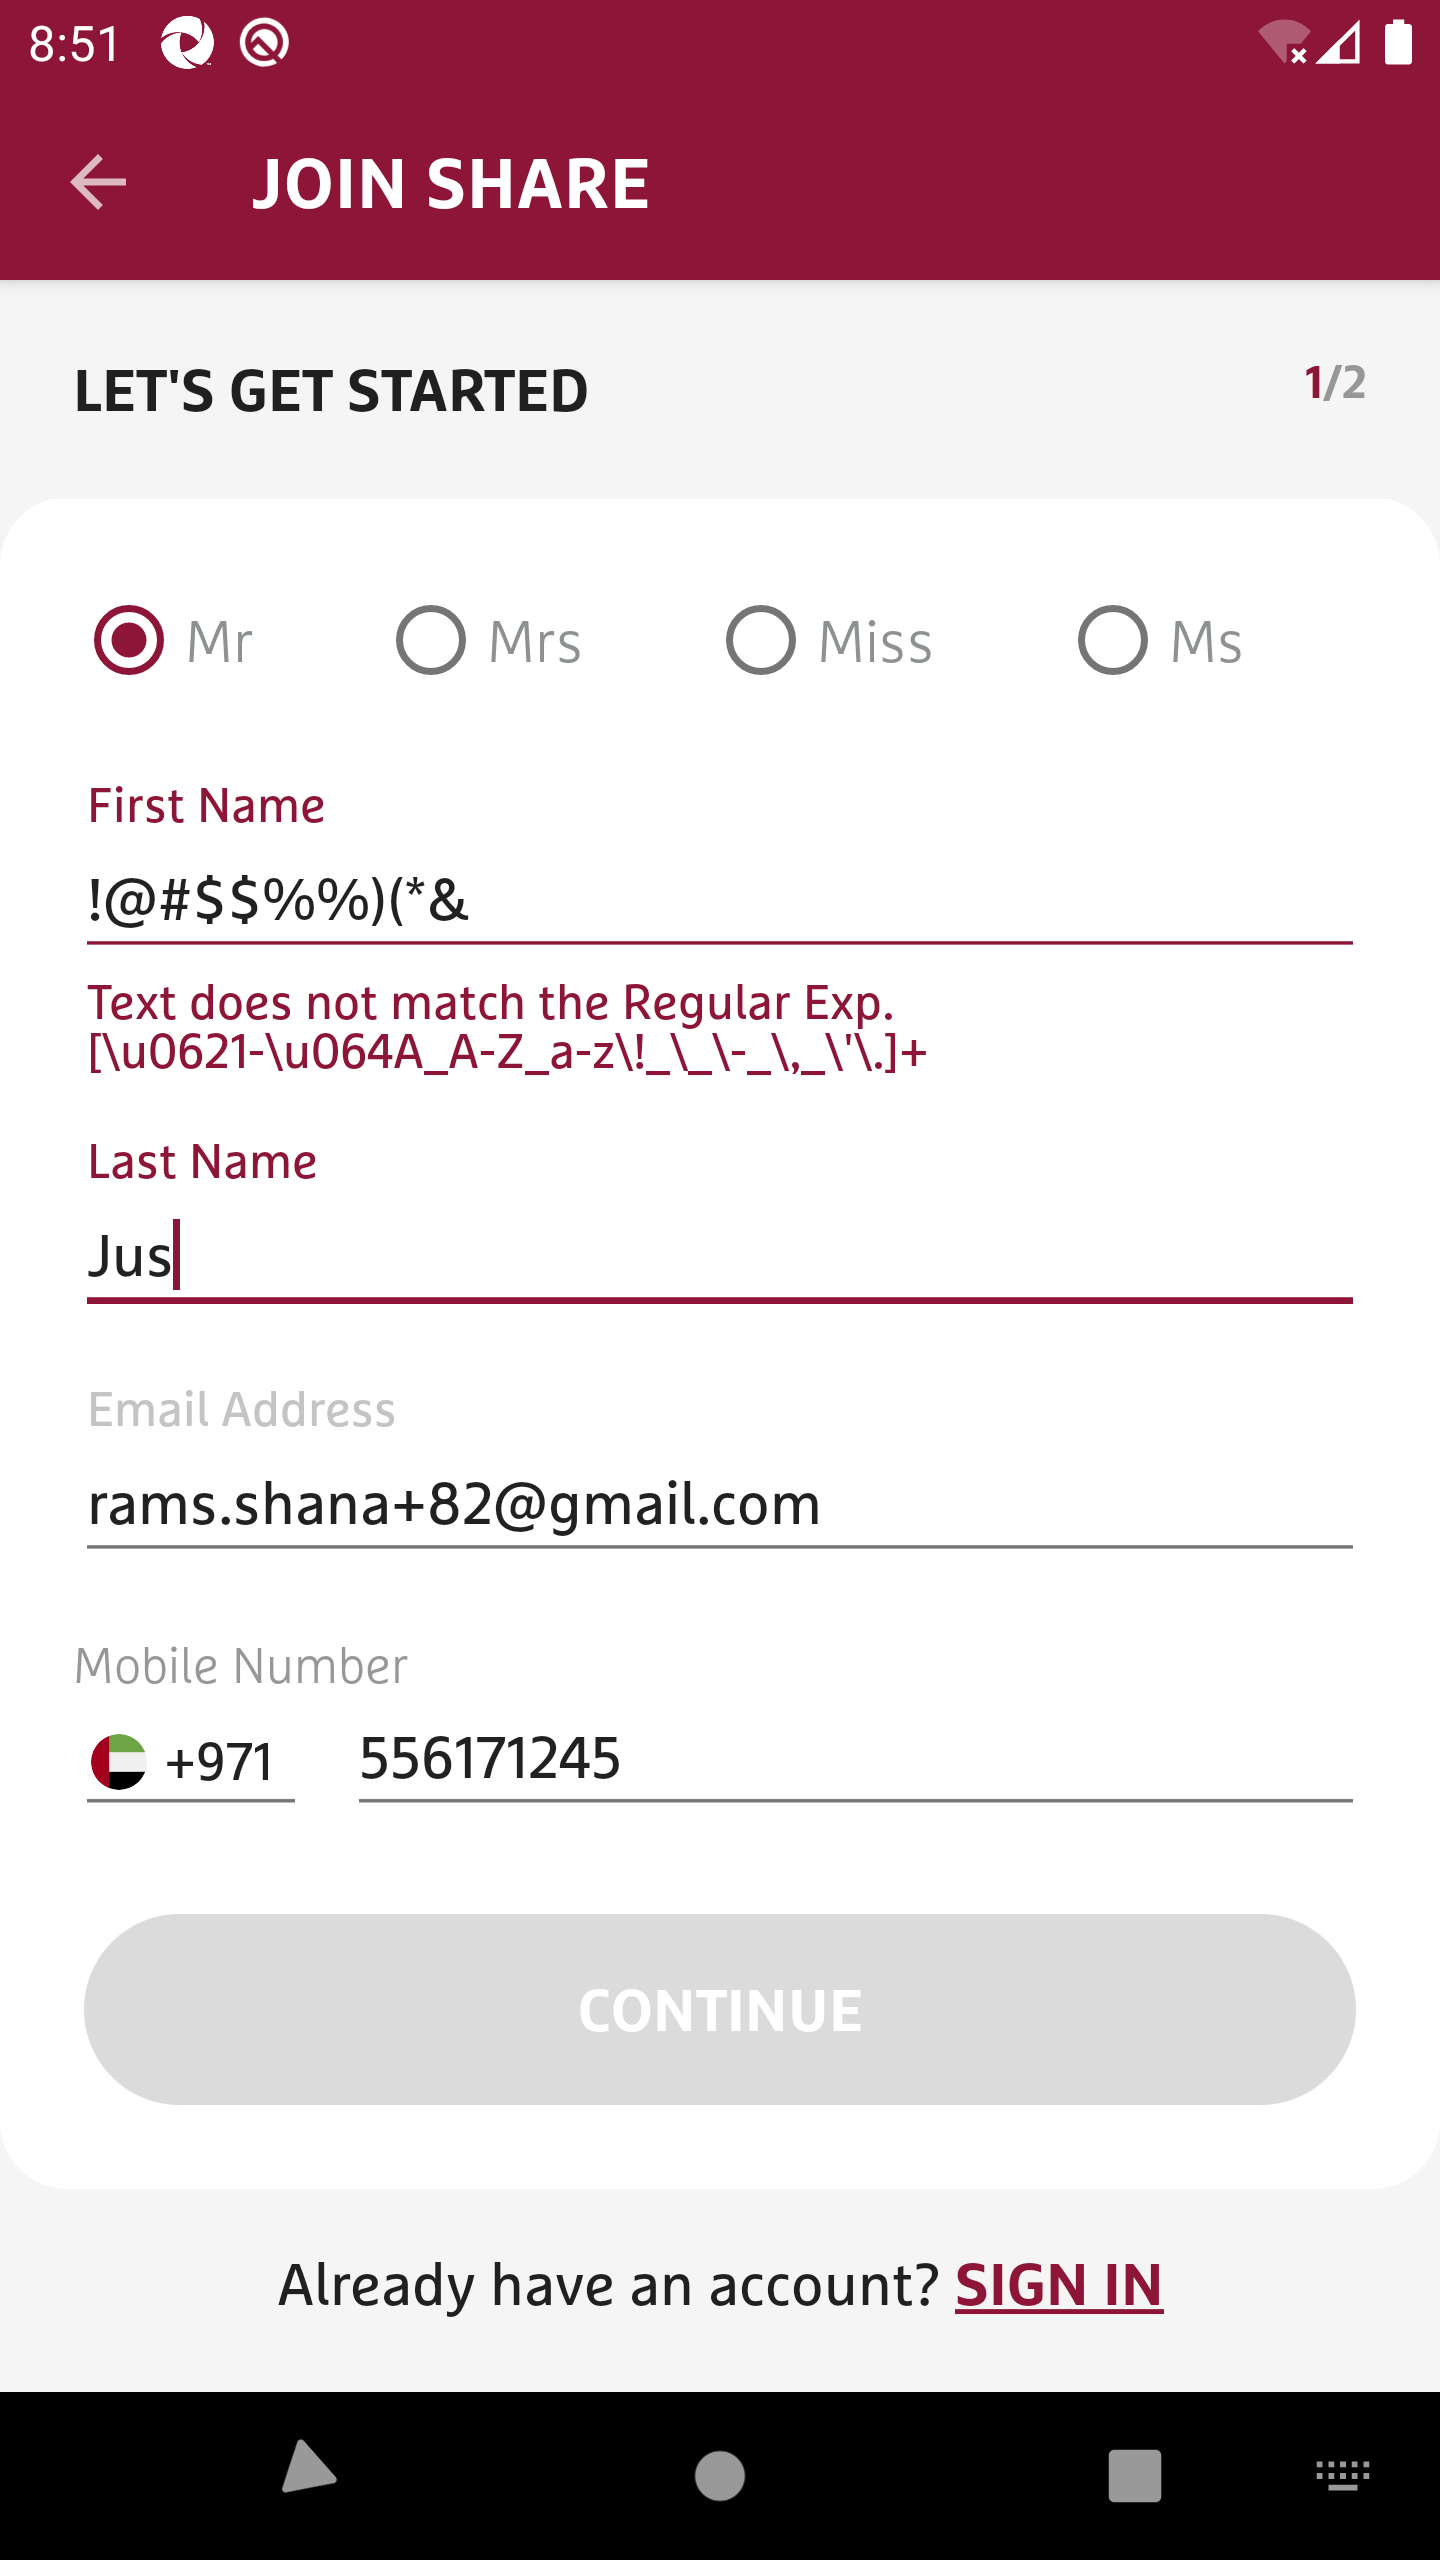 8:51
JOIN SHARE
LET'S GET STARTED
1/2
Mr Mrs Miss Ms
First Name
!@#$$%%)(*&
Text does not match the Regular Exp.
[\u0621-\u064A_A-Z_a-z\!_\_\-_\,_\'\.]+
Last Name
Jus
Email Address
rams.shana+82@gmail.com
Mobile Number
+971 556171245
CONTINUE
Already have an account? SIGN IN